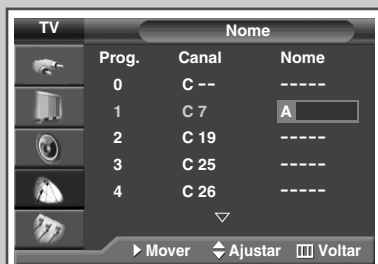 TV Nome
Prog. Canal Nome
0 C -- -----
1 C 7 A
2 C 19 -----
3 C 25 -----
4 C 26 -----
Mover Ajustar Voltar